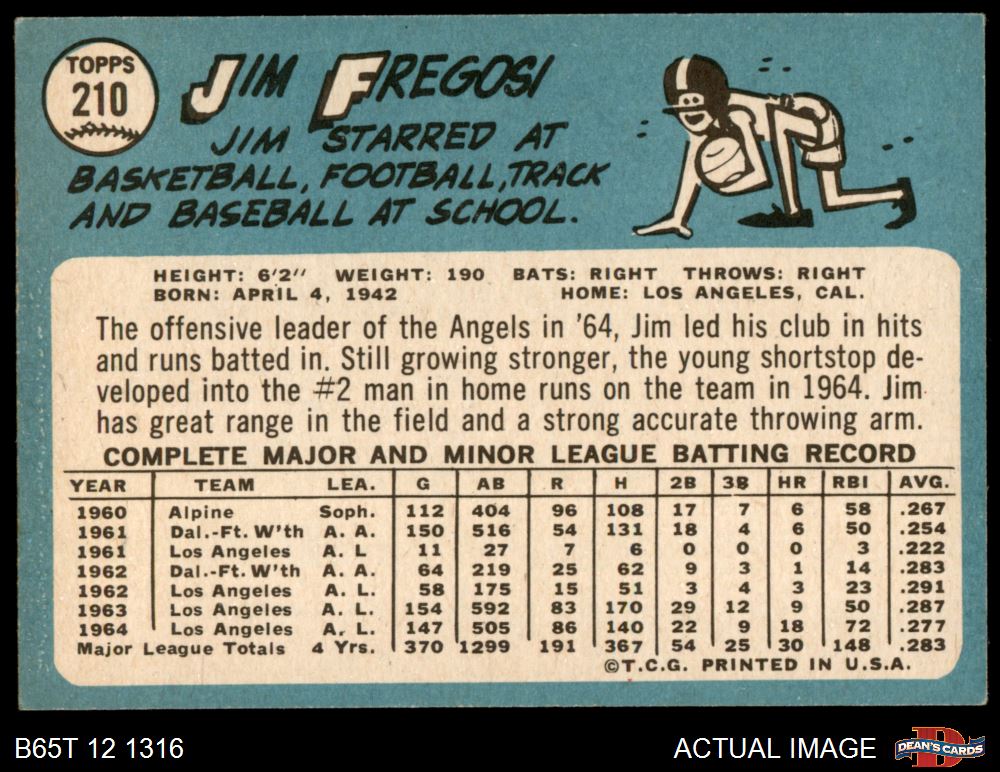 TOPPS
210
JIM FREGOSI
JIM STARRED AT
BASKETBALL, FOOTBALL, TRACK
AND BASEBALL AT SCHOOL.
HEIGHT: 6'2" WEIGHT: 190 BATS: RIGHT THROWS: RIGHT
BORN: APRIL 4, 1942 HOME: LOS ANGELES, CAL.
The offensive leader of the Angels in '64, Jim led his club in hits
and runs batted in. Still growing stronger, the young shortstop de-
veloped into the #2 man in home runs on the team in 1964. Jim
has great range in the field and a strong accurate throwing arm.
COMPLETE MAJOR AND MINOR LEAGUE BATTING RECORD
YEAR TEAM LEA. G AB R H 2B 3B HR RBI AVG.
1960 Alpine Soph. 112 404 96 108 17 7 6 58 .267
1961 Dal.-Ft. W'th A. A. 150 516 54 131 18 4 6 50 .254
1961 Los Angeles A. L 11 27 7 6 0 0 0 3 .222
1962 Dal.-Ft. W'th A. A. 64 219 25 62 9 3 1 14 .283
1962 Los Angeles A. L. 58 175 15 51 3 4 3 23 .291
1963 Los Angeles A. L. 154 592 83 170 29 12 9 50 .287
1964 Los Angeles A. L. 147 505 86 140 22 9 18 72 .277
Major League Totals 4 Yrs. 370 1299 191 367 54 25 30 148 .283
©T.C.G. PRINTED IN U.S.A.
B65T 12 1316 ACTUAL IMAGE D DEAN'S CARDS